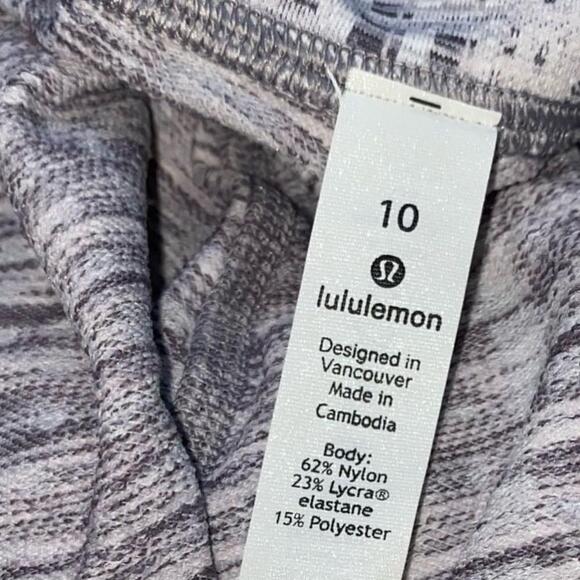 10
lululemon
Designed in
Vancouver
Made in
Cambodia
Body:
62% Nylon
23% Lycra®
elastane
15% Polyester